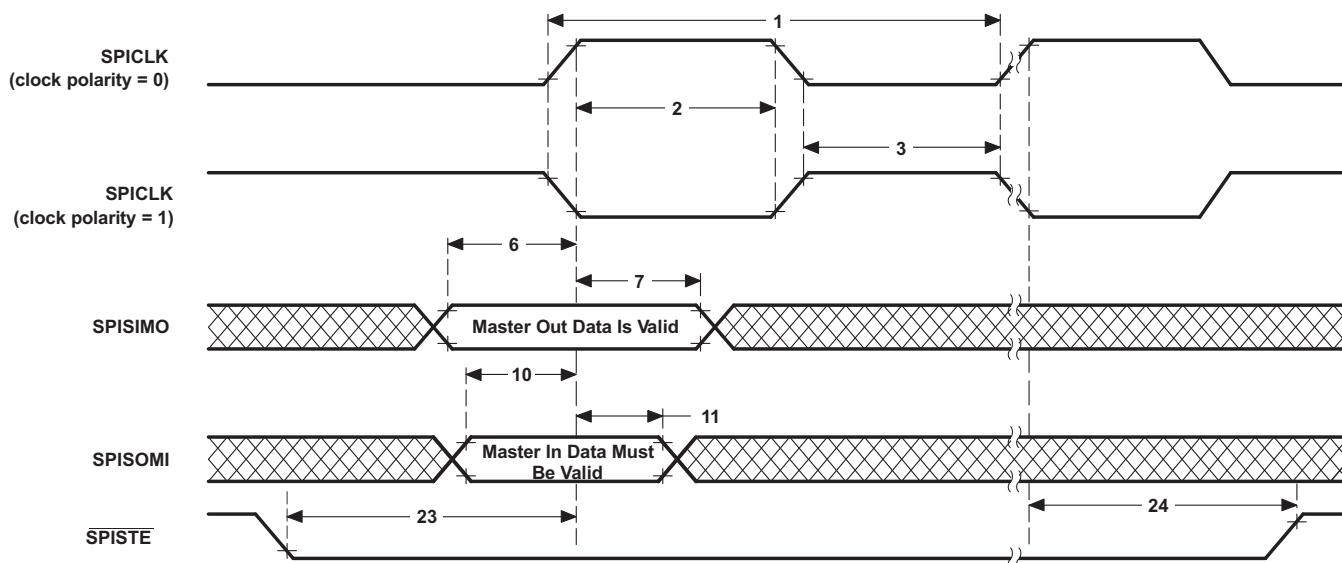 1
SPICLK
(clock polarity = 0)
2
3
SPICLK
(clock polarity = 1)
6
7
SPISIMO
Master Out Data Is Valid
10
11
SPISOMI
Master In Data Must
Be Valid
23
24
SPISTE